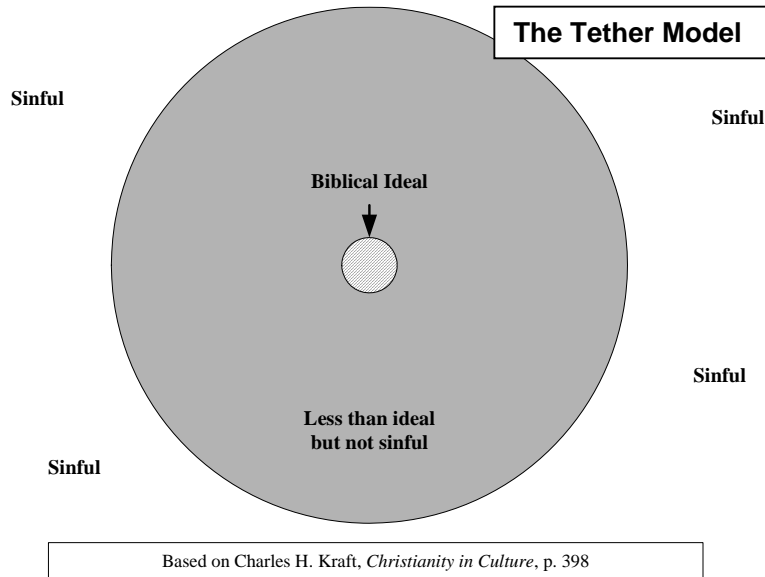 The Tether Model
Sinful
Sinful
Biblical Ideal
Sinful
Less than ideal
but not sinful
Sinful
Based on Charles H. Kraft, Christianity in Culture, p. 398